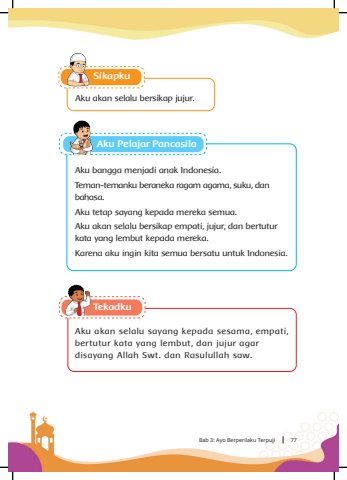 Sikapku
Aku akan selalu bersikap jujur.
Aku Pelajar Pancasila
Aku bangga menjadi anak Indonesia.
Teman-temanku beraneka ragam agama, suku, dan
bahasa.
Aku tetap sayang kepada mereka semua.
Aku akan selalu bersikap empati, jujur, dan bertutur
kata yang lembut kepada mereka.
Karena aku ingin kita semua bersatu untuk Indonesia.
Tekadku
Aku akan selalu sayang kepada sesama, empati,
bertutur kata yang lembut, dan jujur agar
disayang Allah Swt. dan Rasulullah saw.
Bab 3: Ayo Berperilaku Terpuji | 77